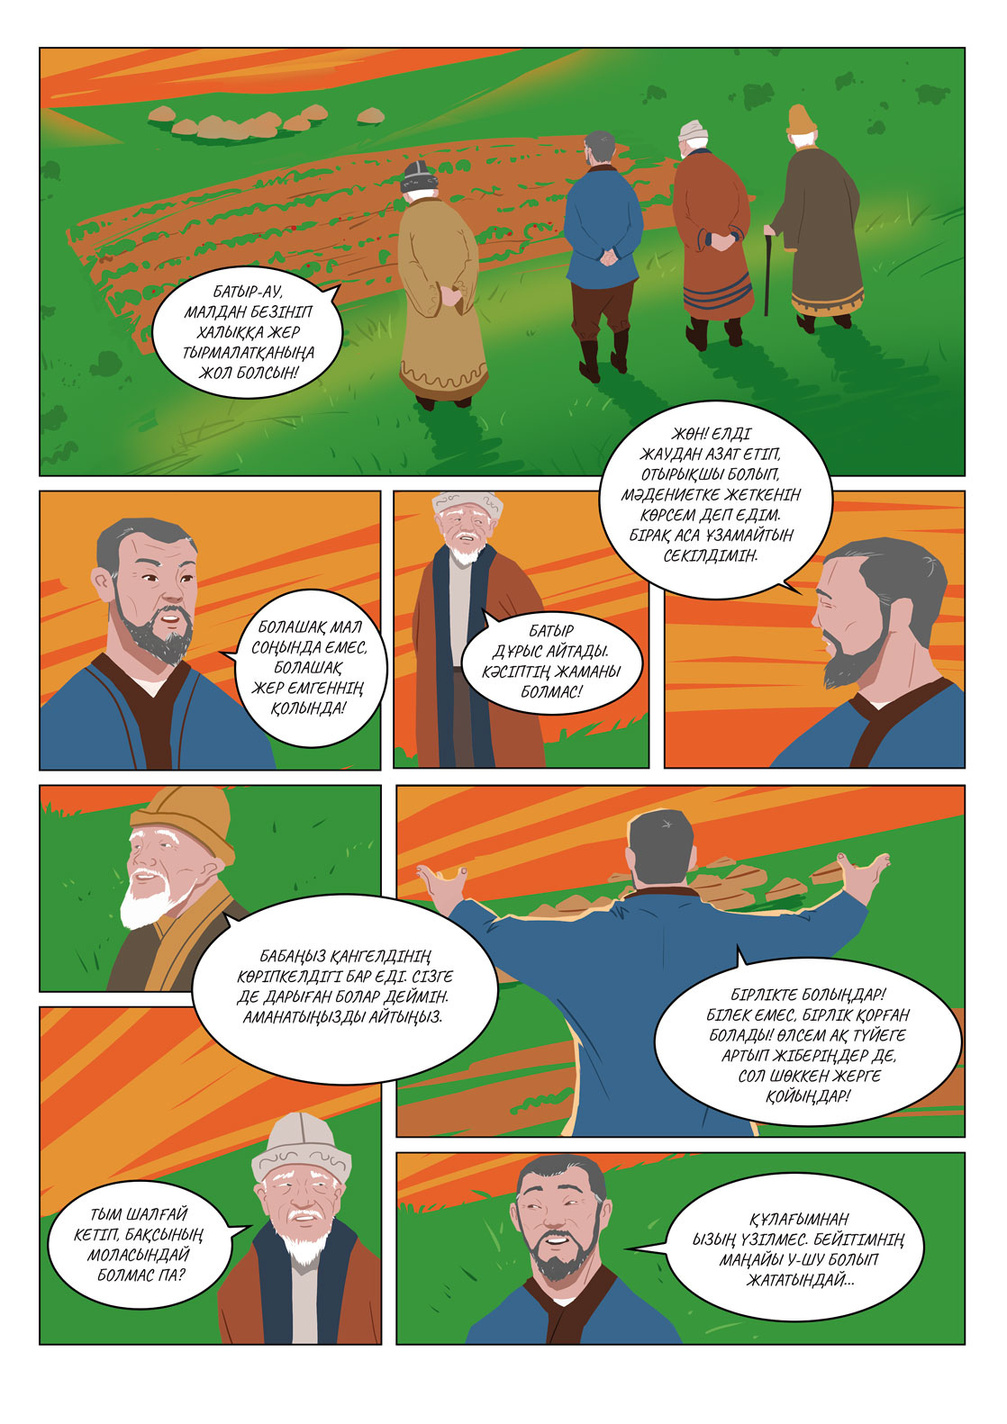 БАТЫР-АУ,
МАЛДАН БЕЗІНІП
ХАЛЫҚҚА ЖЕР
ТЫРМАЛАТҚАНЫҢА
ЖОЛ БОЛСЫН!
ЖӨН! ЕЛДІ
ЖАУДАН АЗАТ ЕТІП,
ОТЫРЫҚШЫ БОЛЫП,
МӘДЕНИЕТКЕ ЖЕТКЕНІН
КӨРСЕМ ДЕП ЕДІМ.
БІРАҚ АСА ҰЗАМАЙТЫН
СЕКІЛДІМІН.
БОЛАШАҚ МАЛ
СОҢЫНДА ЕМЕС,
БОЛАШАҚ
ЖЕР ЕМГЕННІҢ
ҚОЛЫНДА!
БАТЫР
ДҰРЫС АЙТАДЫ.
КӘСІПТІҢ ЖАМАНЫ
БОЛМАС!
БАБАҢЫЗ ҚАНГЕЛДІНІҢ
КӨРІПКЕЛДІГІ БАР ЕДІ. СІЗГЕ
ДЕ ДАРЫҒАН БОЛАР ДЕЙМІН.
АМАНАТЫҢЫЗДЫ АЙТЫҢЫЗ.
БІРЛІКТЕ БОЛЫҢДАР!
БІЛЕК ЕМЕС, БІРЛІК ҚОРҒАН
БОЛАДЫ! ӨЛСЕМ АҚ ТҮЙЕГЕ
АРТЫП ЖІБЕРІҢДЕР ДЕ,
СОЛ ШӨККЕН ЖЕРГЕ
ҚОЙЫҢДАР!
ТЫМ ШАЛҒАЙ
КЕТІП, БАҚСЫНЫҢ
МОЛАСЫНДАЙ
БОЛМАС ПА?
ҚҰЛАҒЫМНАН
ЫЗЫҢ ҮЗІЛМЕС. БЕЙІТІМНІҢ
МАҢАЙЫ У-ШУ БОЛЫП
ЖАТАТЫНДАЙ...